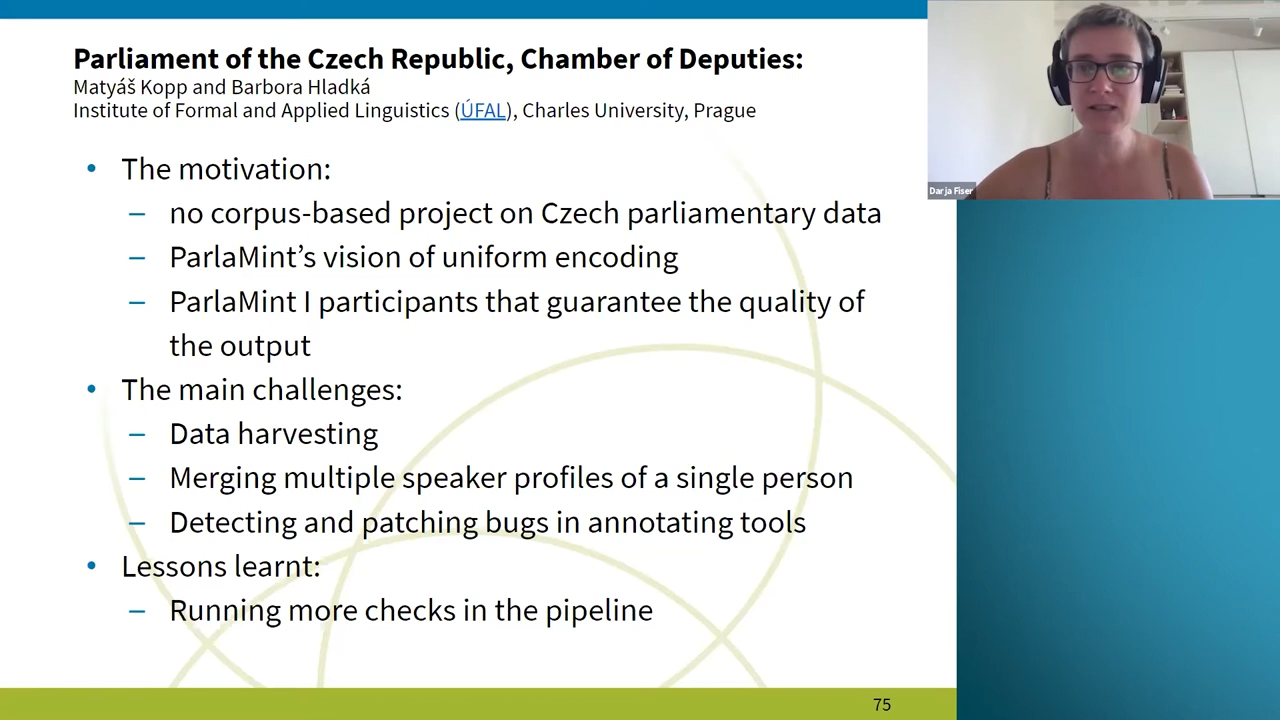 Parliament of the Czech Republic, Chamber of Deputies:
Matyáš Kopp and Barbora Hladká
Institute of Formal and Applied Linguistics (ÚFAL), Charles University, Prague
• The motivation:
– no corpus-based project on Czech parliamentary data
– ParlaMint’s vision of uniform encoding
– ParlaMint I participants that guarantee the quality of
the output
• The main challenges:
– Data harvesting
– Merging multiple speaker profiles of a single person
– Detecting and patching bugs in annotating tools
• Lessons learnt:
– Running more checks in the pipeline
75
Darja Fiser